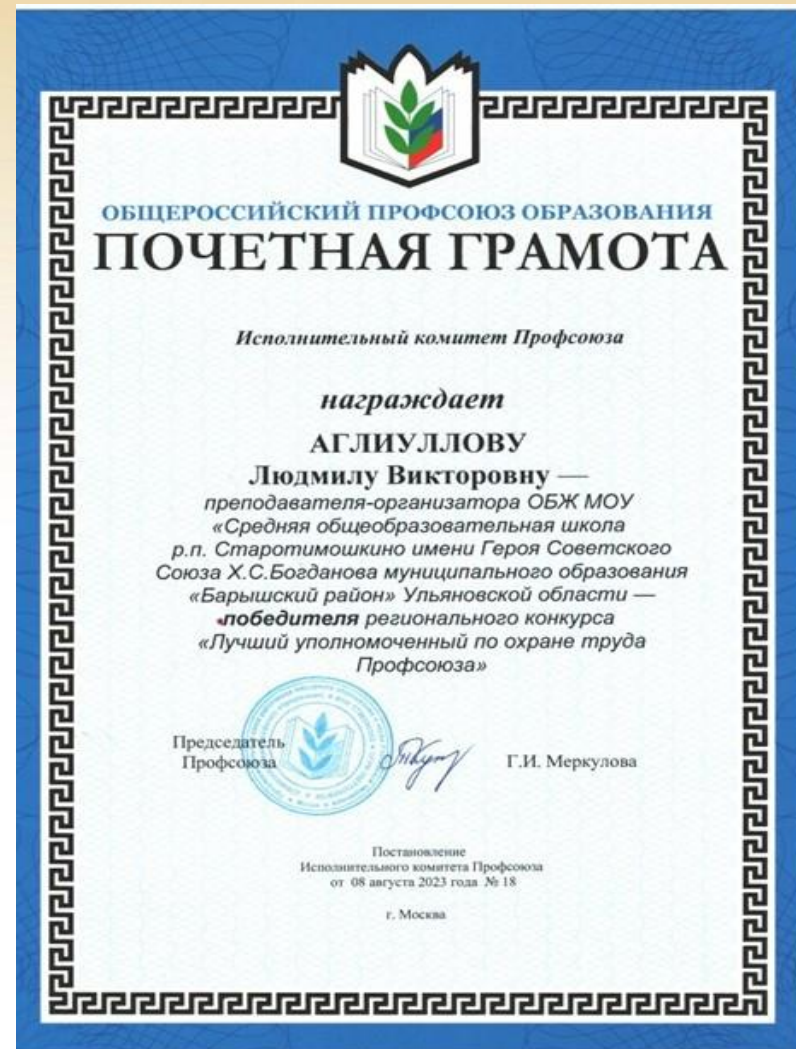 ОБЩЕРОССИЙСКИЙ ПРОФСОЮЗ ОБРАЗОВАНИЯ
ПОЧЕТНАЯ ГРАМОТА
Исполнительный комитет Профсоюза
награждает
АГЛИУЛЛОВУ
Людмилу Викторовну —
преподавателя-организатора ОБЖ МОУ
«Средняя общеобразовательная школа
р.п. Старотимошкино имени Героя Советского
Союза Х.С.Богданова муниципального образования
«Барышский район» Ульяновской области —
победителя регионального конкурса
«Лучший уполномоченный по охране труда
Профсоюза»
Председатель
Профсоюза
Г.И. Меркулова
Постановление
Исполнительного комитета Профсоюза
от 08 августа 2023 года № 18
г. Москва